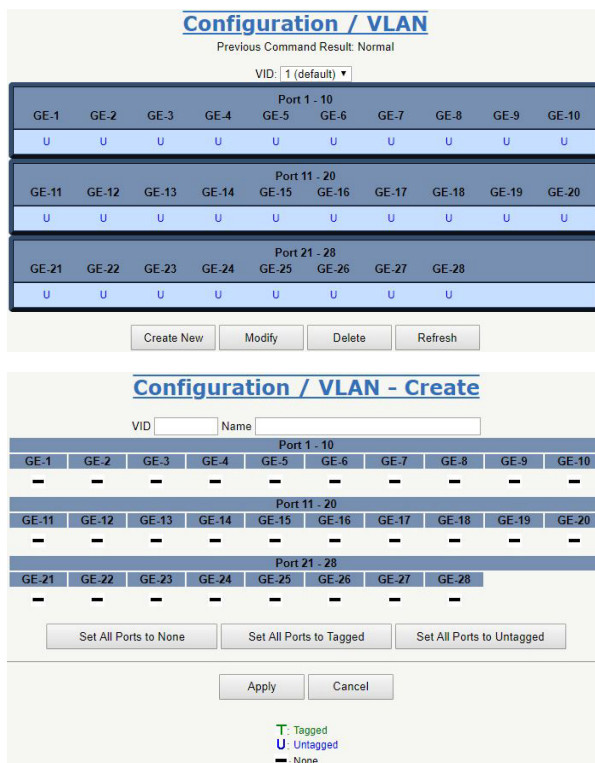 Configuration / VLAN
Previous Command Result: Normal
VID: 1 (default)
Port 1 - 10
GE-1 GE-2 GE-3 GE-4 GE-5 GE-6 GE-7 GE-8 GE-9 GE-10
U U U U U U U U U U
Port 11 - 20
GE-11 GE-12 GE-13 GE-14 GE-15 GE-16 GE-17 GE-18 GE-19 GE-20
U U U U U U U U U U
Port 21 - 28
GE-21 GE-22 GE-23 GE-24 GE-25 GE-26 GE-27 GE-28
U U U U U U U U
Create New Modify Delete Refresh
Configuration / VLAN - Create
VID Name
Port 1 - 10
GE-1 GE-2 GE-3 GE-4 GE-5 GE-6 GE-7 GE-8 GE-9 GE-10
Port 11 - 20
GE-11 GE-12 GE-13 GE-14 GE-15 GE-16 GE-17 GE-18 GE-19 GE-20
Port 21 - 28
GE-21 GE-22 GE-23 GE-24 GE-25 GE-26 GE-27 GE-28
Set All Ports to None Set All Ports to Tagged Set All Ports to Untagged
Apply Cancel
T: Tagged
U: Untagged
: None